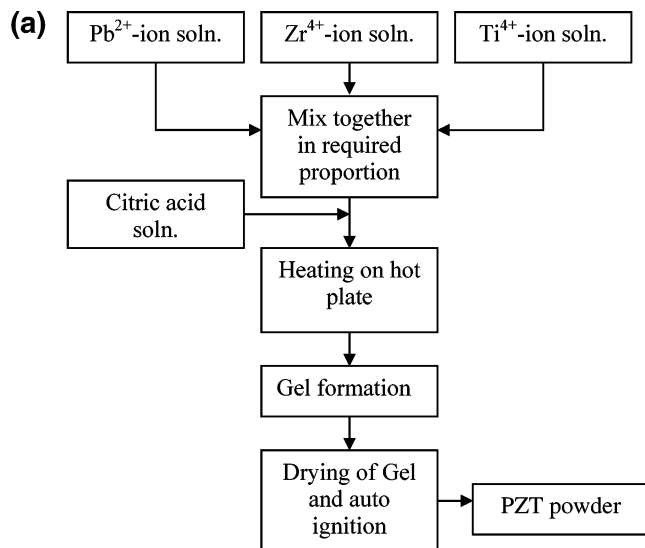 (a)
Pb²⁺-ion soln.
Zr⁴⁺-ion soln.
Ti⁴⁺-ion soln.
Mix together
in required
proportion
Citric acid
soln.
Heating on hot
plate
Gel formation
Drying of Gel
and auto
ignition
PZT powder